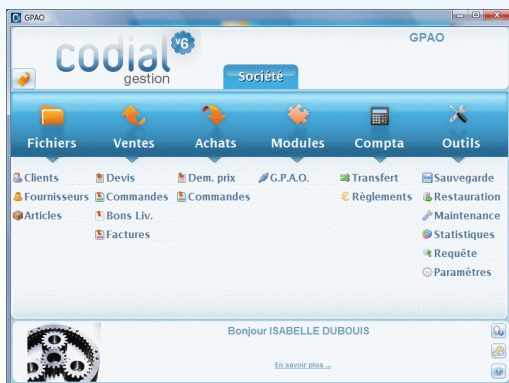 GPAO
GPAO
codial v6
gestion
Société
Fichiers Ventes Achats Modules Compta Outils
Clients Devis Dem. prix G.P.A.O. Transfert Sauvegarde
Fournisseurs Commandes Commandes Règlements Restauration
Articles Bons Liv. Maintenance
Factures Statistiques
Requête
Paramètres
Bonjour ISABELLE DUBOUIS
En savoir plus ...